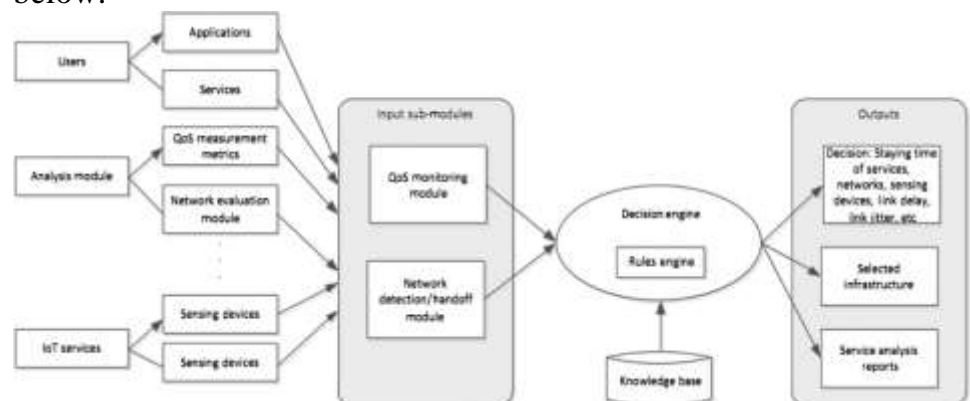 below.
Applications
Users
Services
Input sub-modules
Outputs
QoS measurement
metrics
Analysis module
QoS monitoring
module
Decision: Staying time
of services,
networks, sensing
devices, link delay,
link jitter, etc
Network evaluation
module
Decision engine
Rules engine
Network
detection/handoff
module
Selected
infrastructure
Sensing devices
IoT services
Sensing devices
Knowledge base
Service analysis
reports